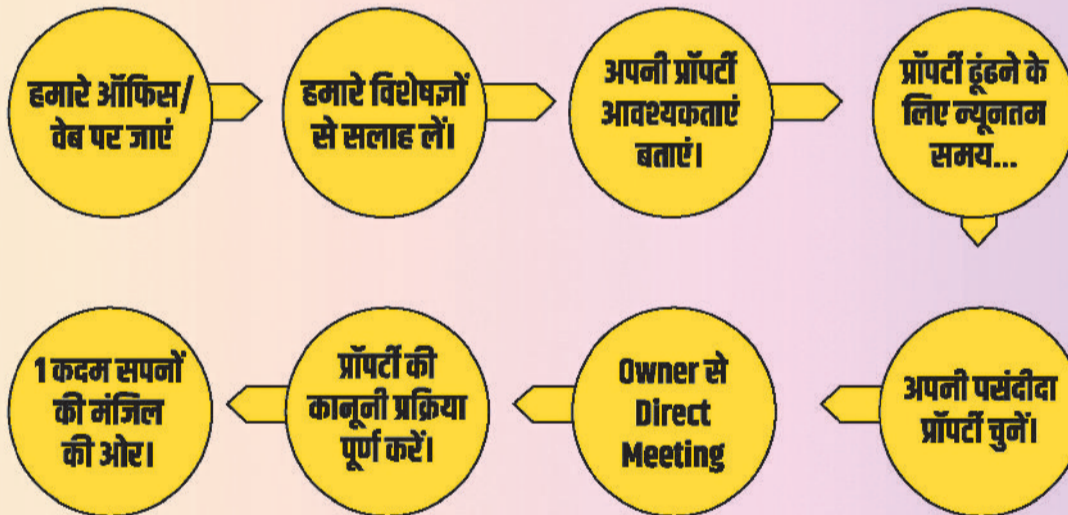 हमारे ऑफिस/
वेब पर जाएं
हमारे विशेषज्ञों
से सलाह लें।
अपनी प्रॉपर्टी
आवश्यकताएं
बताएं।
प्रॉपर्टी ढूंढने के
लिए न्यूनतम
समय...
अपनी पसंदीदा
प्रॉपर्टी चुनें।
Owner से
Direct
Meeting
प्रॉपर्टी की
कानूनी प्रक्रिया
पूर्ण करें।
1 कदम सपनों
की मंजिल
की ओर।